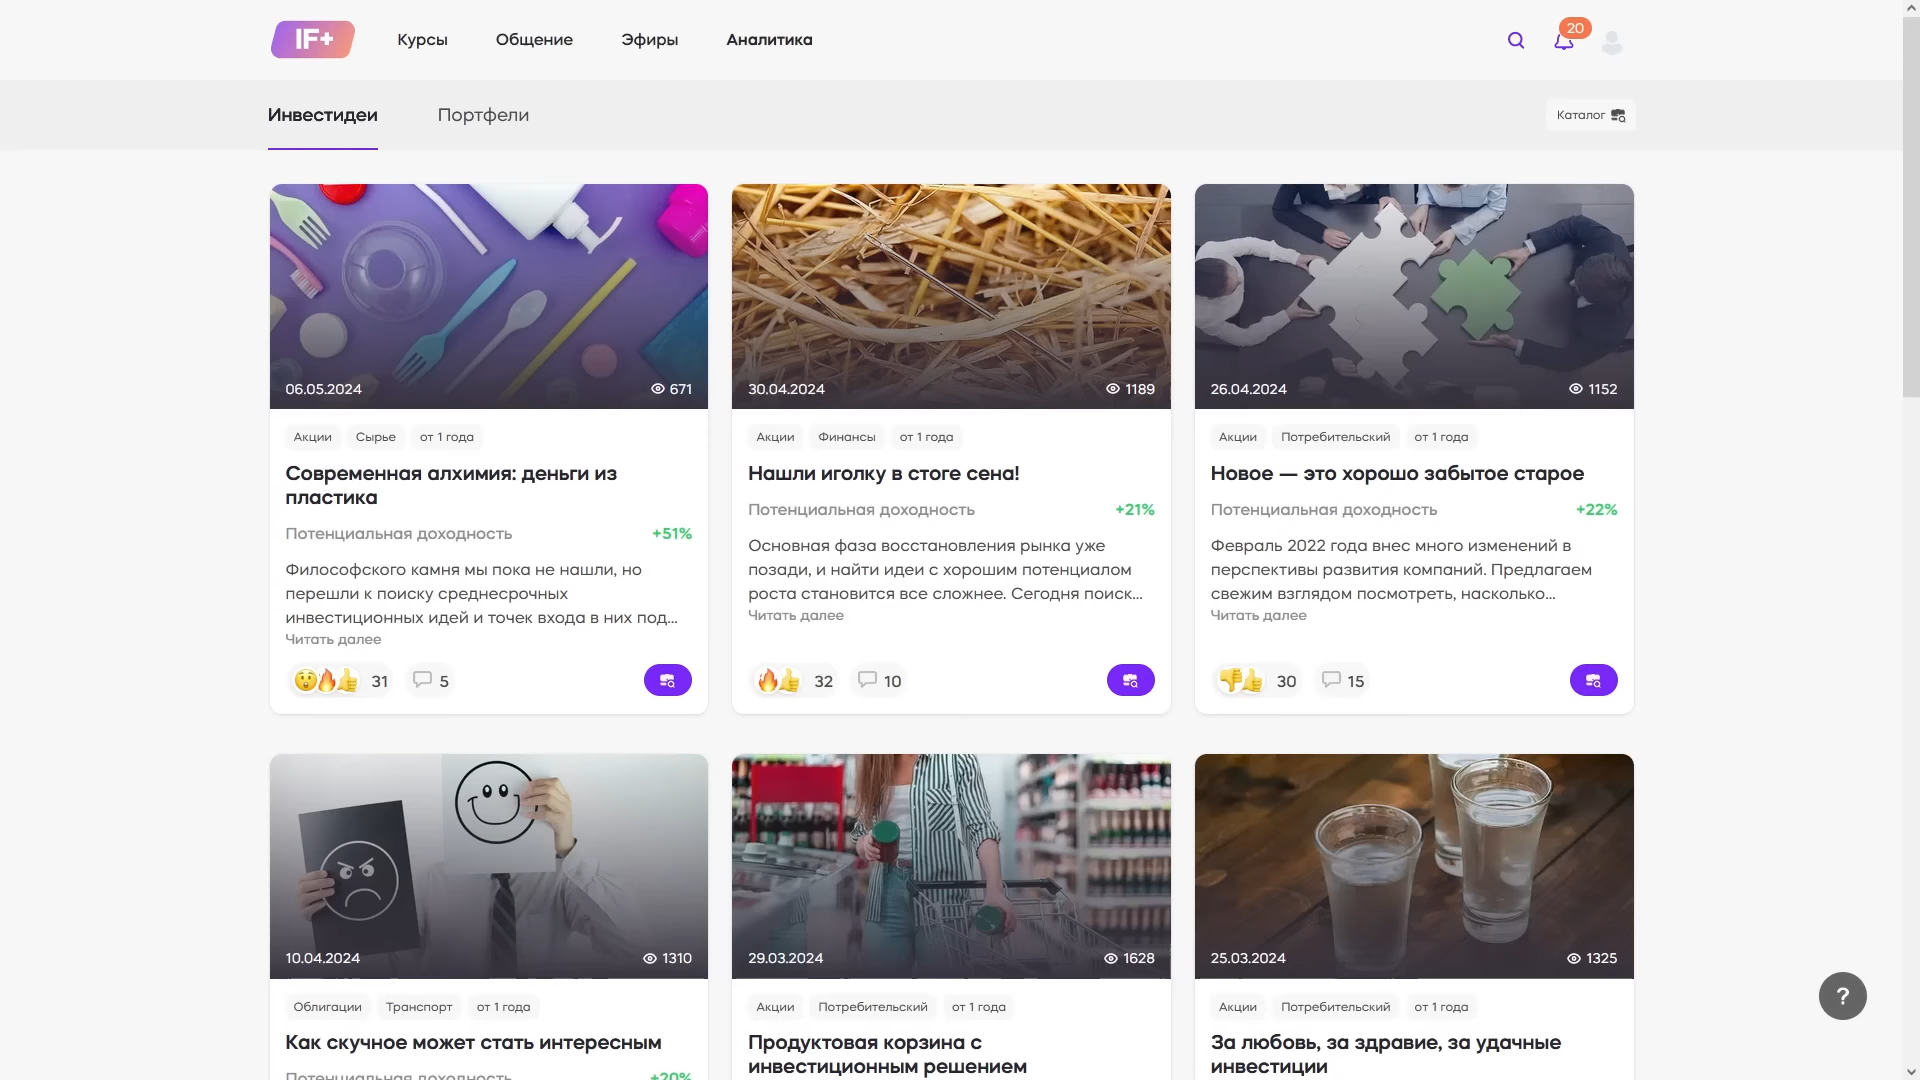 IF+
Курсы
Общение
Эфиры
Аналитика
20
Инвестидеи
Портфели
Каталог
06.05.2024
671
Акции
Сырье
от 1 года
Современная алхимия: деньги из
пластика
Потенциальная доходность
+51%
Философского камня мы пока не нашли, но
перешли к поиску среднесрочных
инвестиционных идей и точек входа в них под...
Читать далее
31
5
30.04.2024
1189
Акции
Финансы
от 1 года
Нашли иголку в стоге сена!
Потенциальная доходность
+21%
Основная фаза восстановления рынка уже
позади, и найти идеи с хорошим потенциалом
роста становится все сложнее. Сегодня поиск...
Читать далее
32
10
26.04.2024
1152
Акции
Потребительский
от 1 года
Новое — это хорошо забытое старое
Потенциальная доходность
+22%
Февраль 2022 года внес много изменений в
перспективы развития компаний. Предлагаем
свежим взглядом посмотреть, насколько...
Читать далее
30
15
10.04.2024
1310
Облигации
Транспорт
от 1 года
Как скучное может стать интересным
Потенциальная доходность
+20%
29.03.2024
1628
Акции
Потребительский
от 1 года
Продуктовая корзина с
инвестиционным решением
25.03.2024
1325
Акции
Потребительский
от 1 года
За любовь, за здравие, за удачные
инвестиции
?